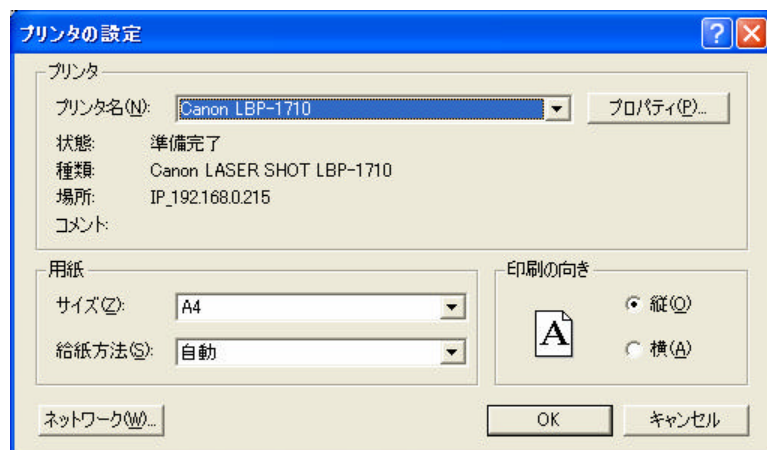 プリンタの設定
プリンタ
プリンタ名(N): Canon LBP-1710 プロパティ(P)...
状態: 準備完了
種類: Canon LASER SHOT LBP-1710
場所: IP_192.168.0.215
コメント:
用紙
サイズ(Z): A4
給紙方法(S): 自動
印刷の向き
A
縦(O)
横(A)
ネットワーク(W)... OK キャンセル